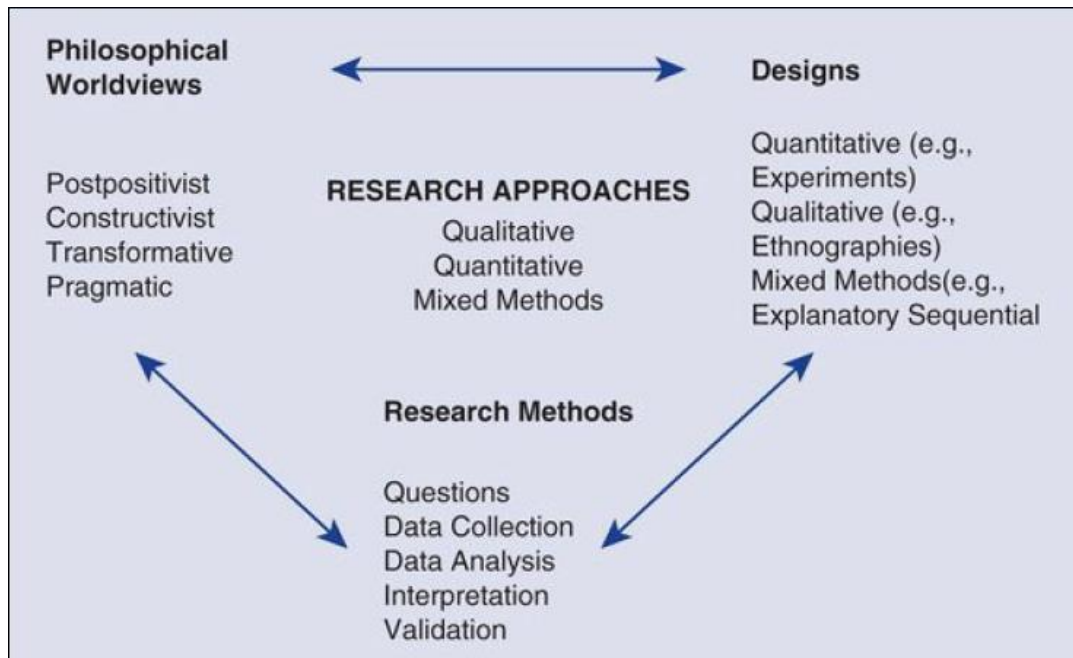 Philosophical
Worldviews
Postpositivist
Constructivist
Transformative
Pragmatic
RESEARCH APPROACHES
Qualitative
Quantitative
Mixed Methods
Designs
Quantitative (e.g.,
Experiments)
Qualitative (e.g.,
Ethnographies)
Mixed Methods(e.g.,
Explanatory Sequential
Research Methods
Questions
Data Collection
Data Analysis
Interpretation
Validation